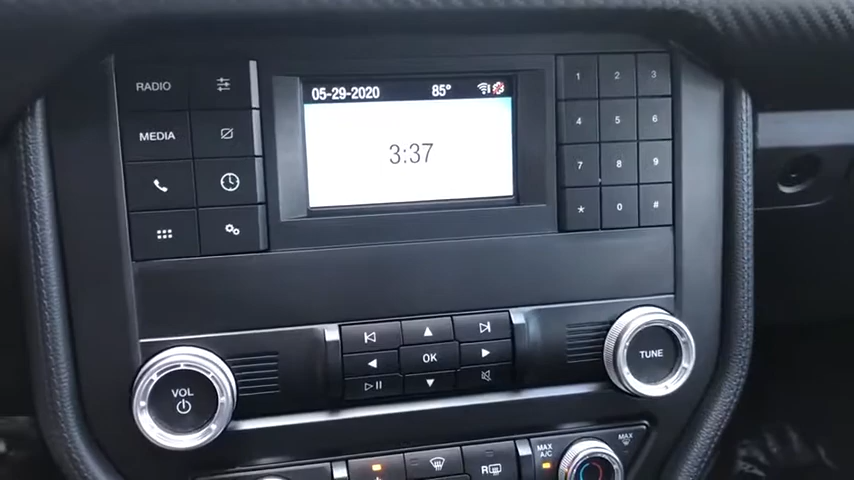 05-29-2020 85°
3:37
RADIO
MEDIA
1 2 3
4 5 6
7 8 9
* 0 #
OK
VOL
TUNE
MAX A/C
R
MAX